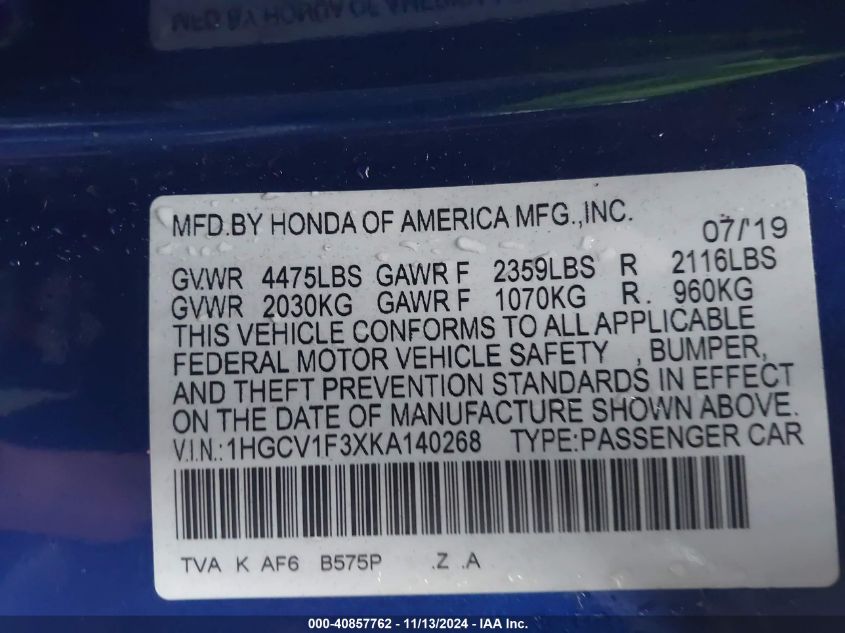 MFD.BY HONDA OF AMERICA MFG.,INC. 07/'19
GVWR 4475LBS GAWR F 2359LBS R 2116LBS
GVWR 2030KG GAWR F 1070KG R. 960KG
THIS VEHICLE CONFORMS TO ALL APPLICABLE
FEDERAL MOTOR VEHICLE SAFETY , BUMPER,
AND THEFT PREVENTION STANDARDS IN EFFECT
ON THE DATE OF MANUFACTURE SHOWN ABOVE.
V.I.N.:1HGCV1F3XKA140268 TYPE:PASSENGER CAR
TVA K AF6 B575P .Z .A
000-40857762 - 11/13/2024 - IAA Inc.